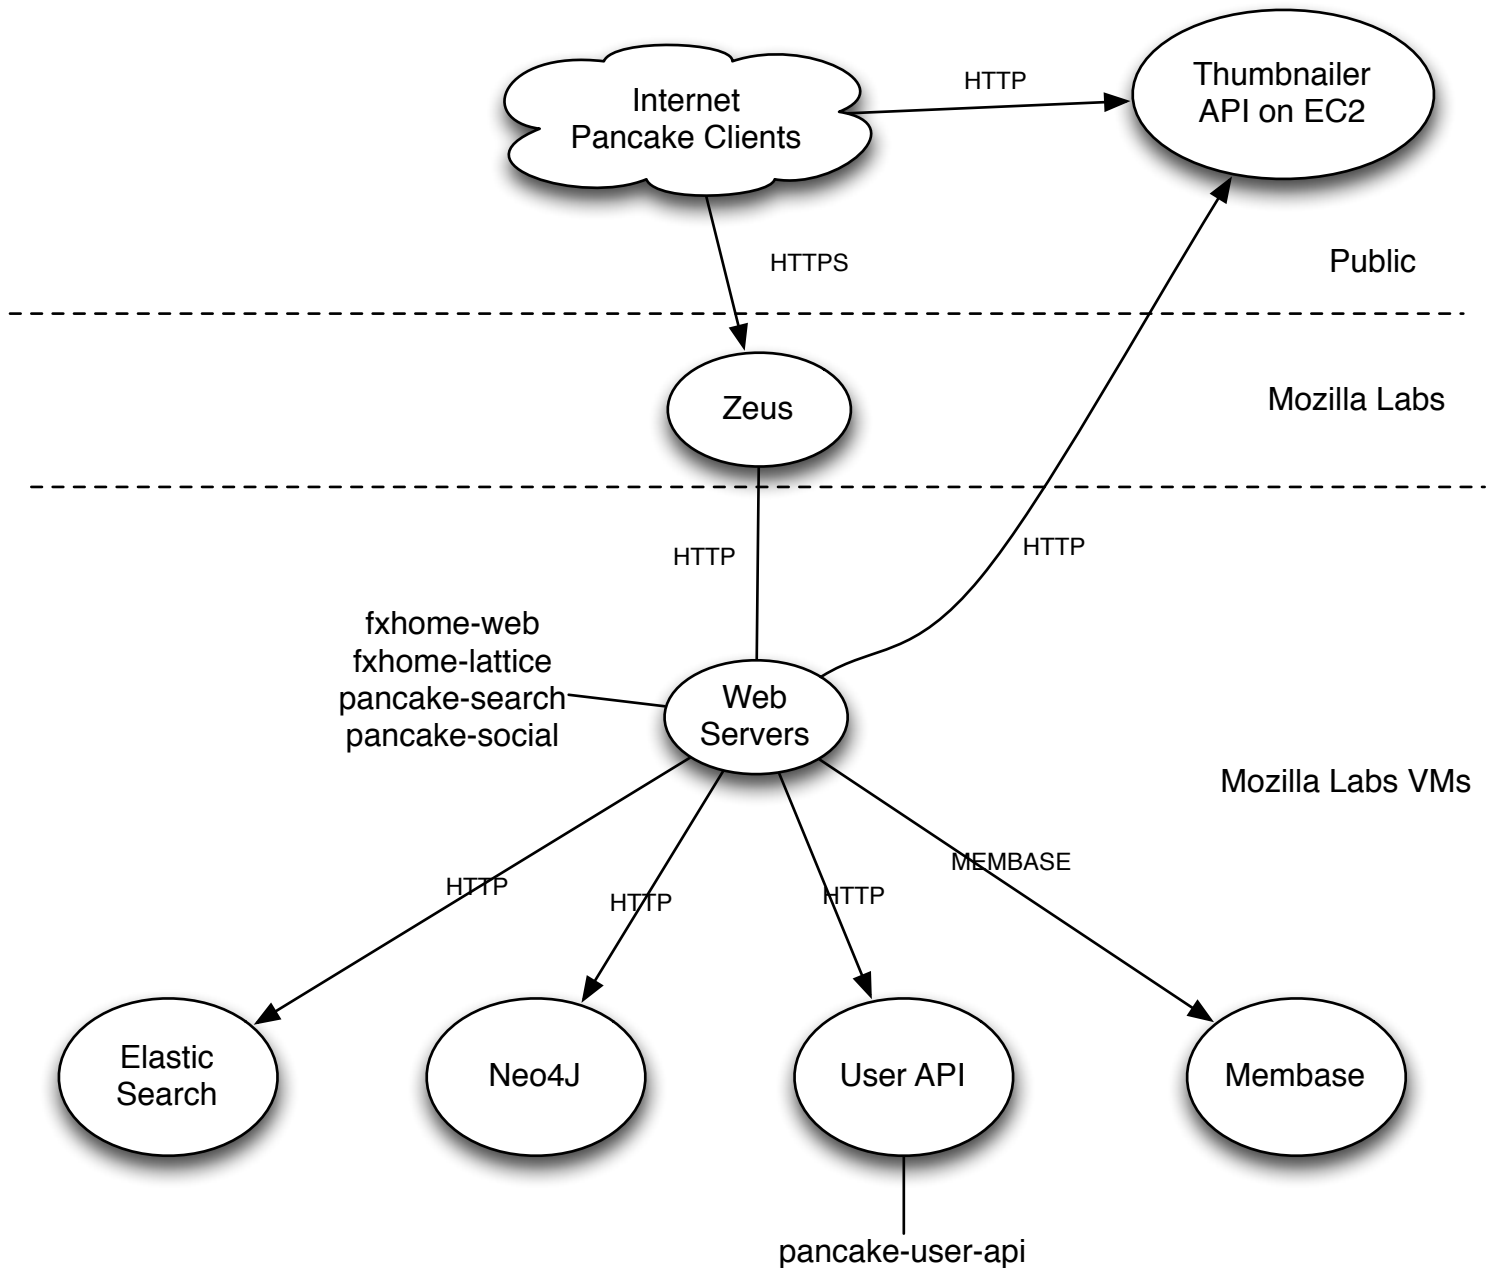 Internet
Pancake Clients
HTTP
Thumbnailer
API on EC2
HTTPS
Public
Zeus
Mozilla Labs
HTTP
HTTP
fxhome-web
fxhome-lattice
pancake-search
pancake-social
Web
Servers
Mozilla Labs VMs
HTTP
HTTP
HTTP
MEMBASE
Elastic
Search
Neo4J
User API
Membase
pancake-user-api